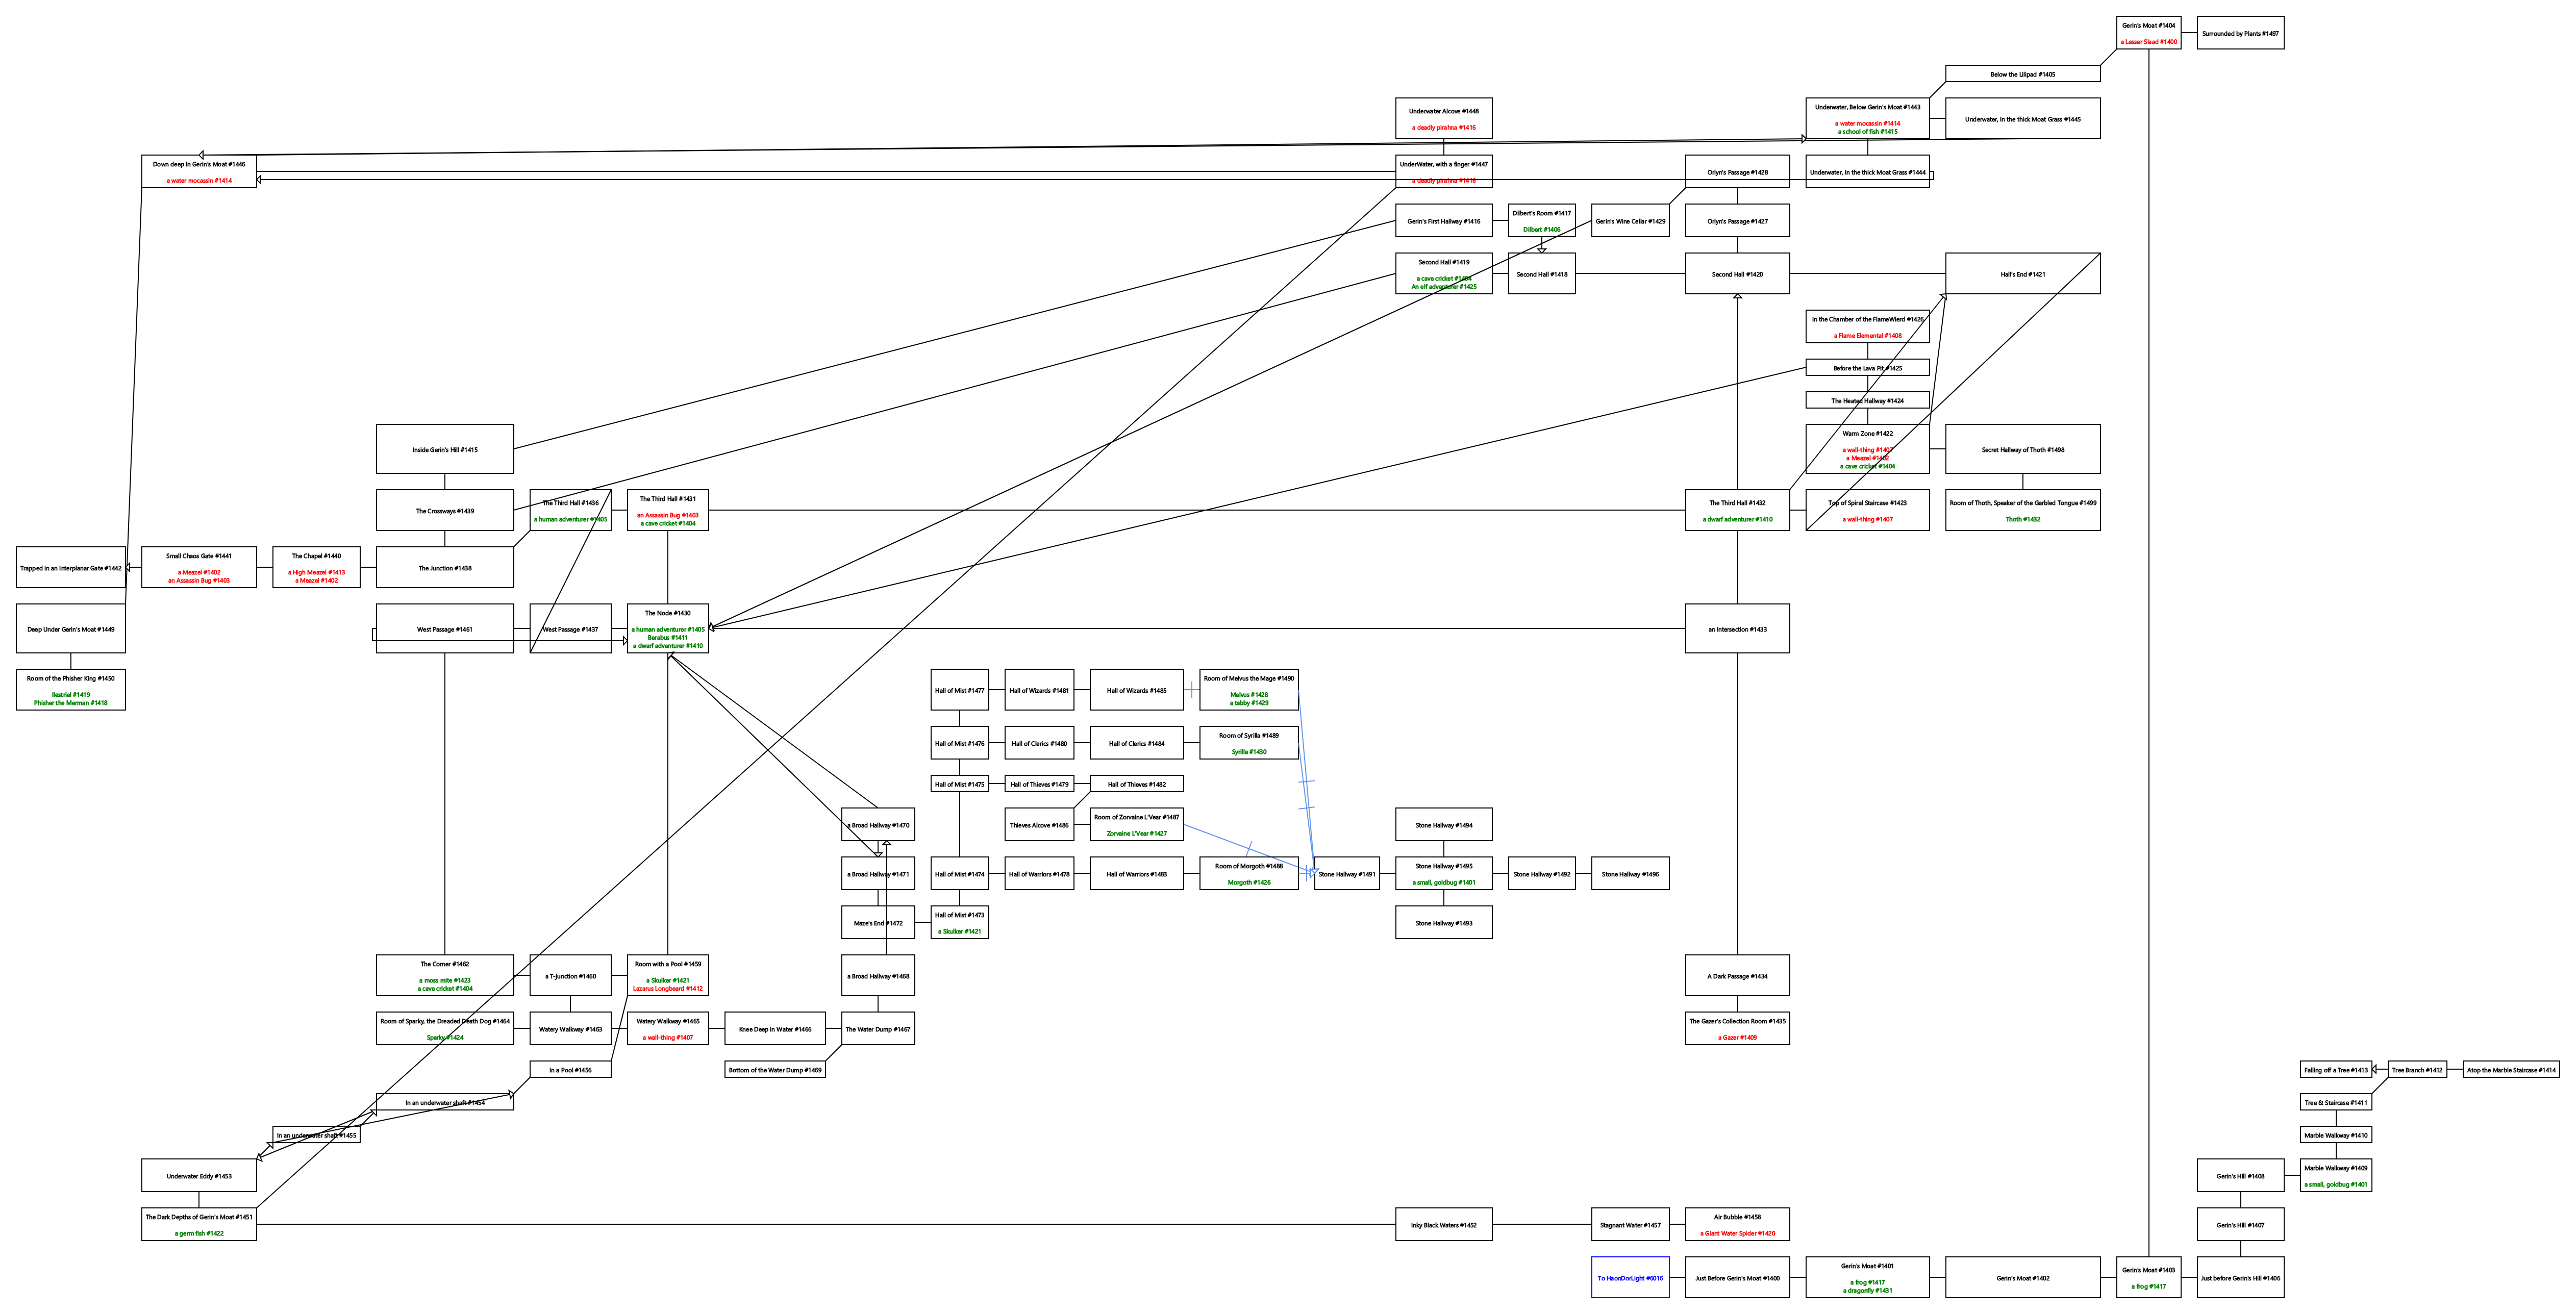 Gerin's Moat #1404
a Lesser Slaad #1400
Surrounded by Plants #1497
Below the Lilipad #1405
Underwater Alcove #1448
a deadly pirahna #1416
Underwater, Below Gerin's Moat #1443
a water mocassin #1414
a school of fish #1415
Underwater, In the thick Moat Grass #1445
Down deep in Gerin's Moat #1446
a water mocassin #1414
UnderWater, with a finger #1447
a deadly pirahna #1416
Orlyn's Passage #1428
Underwater, In the thick Moat Grass #1444
Gerin's First Hallway #1416
Dilbert's Room #1417
Dilbert #1406
Gerin's Wine Cellar #1429
Orlyn's Passage #1427
Second Hall #1419
a cave cricket #1404
An elf adventurer #1425
Second Hall #1418
Second Hall #1420
Hall's End #1421
In the Chamber of the FlameWierd #1426
a Flame Elemental #1408
Before the Lava Pit #1425
The Heated Hallway #1424
Inside Gerin's Hill #1415
Warm Zone #1422
a wall-thing #1407
a Meazel #1402
a cave cricket #1404
Secret Hallway of Thoth #1498
The Crossways #1439
The Third Hall #1436
a human adventurer #1405
The Third Hall #1431
an Assassin Bug #1403
a cave cricket #1404
The Third Hall #1432
a dwarf adventurer #1410
Top of Spiral Staircase #1423
a wall-thing #1407
Room of Thoth, Speaker of the Garbled Tongue #1499
Thoth #1432
Trapped in an Interplanar Gate #1442
Small Chaos Gate #1441
a Meazel #1402
an Assassin Bug #1403
The Chapel #1440
a High Meazel #1413
a Meazel #1402
The Junction #1438
Deep Under Gerin's Moat #1449
West Passage #1461
West Passage #1437
The Node #1430
a human adventurer #1405
Berabus #1411
a dwarf adventurer #1410
an Intersection #1433
Room of the Phisher King #1450
Ilestriel #1419
Phisher the Merman #1418
Hall of Mist #1477
Hall of Wizards #1481
Hall of Wizards #1485
Room of Melvus the Mage #1490
Melvus #1428
a tabby #1429
Hall of Mist #1476
Hall of Clerics #1480
Hall of Clerics #1484
Room of Syrilla #1489
Syrilla #1430
Hall of Mist #1475
Hall of Thieves #1479
Hall of Thieves #1482
a Broad Hallway #1470
Thieves Alcove #1486
Room of Zorvaine L'Vear #1487
Zorvaine L'Vear #1427
Stone Hallway #1494
a Broad Hallway #1471
Hall of Mist #1474
Hall of Warriors #1478
Hall of Warriors #1483
Room of Morgoth #1488
Morgoth #1426
Stone Hallway #1491
Stone Hallway #1495
a small, goldbug #1401
Stone Hallway #1492
Stone Hallway #1496
Maze's End #1472
Hall of Mist #1473
a Skulker #1421
Stone Hallway #1493
The Corner #1462
a moss mite #1423
a cave cricket #1404
a T-junction #1460
Room with a Pool #1459
a Skulker #1421
Lazarus Longbeard #1412
a Broad Hallway #1468
A Dark Passage #1434
Room of Sparky, the Dreaded Death Dog #1464
Sparky #1424
Watery Walkway #1463
Watery Walkway #1465
a wall-thing #1407
Knee Deep in Water #1466
The Water Dump #1467
The Gazer's Collection Room #1435
a Gazer #1409
In a Pool #1456
Bottom of the Water Dump #1469
Falling off a Tree #1413
Tree Branch #1412
Atop the Marble Staircase #1414
In an underwater shaft #1454
Tree & Staircase #1411
In an underwater shaft #1455
Marble Walkway #1410
Underwater Eddy #1453
Gerin's Hill #1408
Marble Walkway #1409
a small, goldbug #1401
The Dark Depths of Gerin's Moat #1451
a germ fish #1422
Inky Black Waters #1452
Stagnant Water #1457
Air Bubble #1458
a Giant Water Spider #1420
Gerin's Hill #1407
To HaonDorLight #6016
Just Before Gerin's Moat #1400
Gerin's Moat #1401
a frog #1417
a dragonfly #1431
Gerin's Moat #1402
Gerin's Moat #1403
a frog #1417
Just before Gerin's Hill #1406